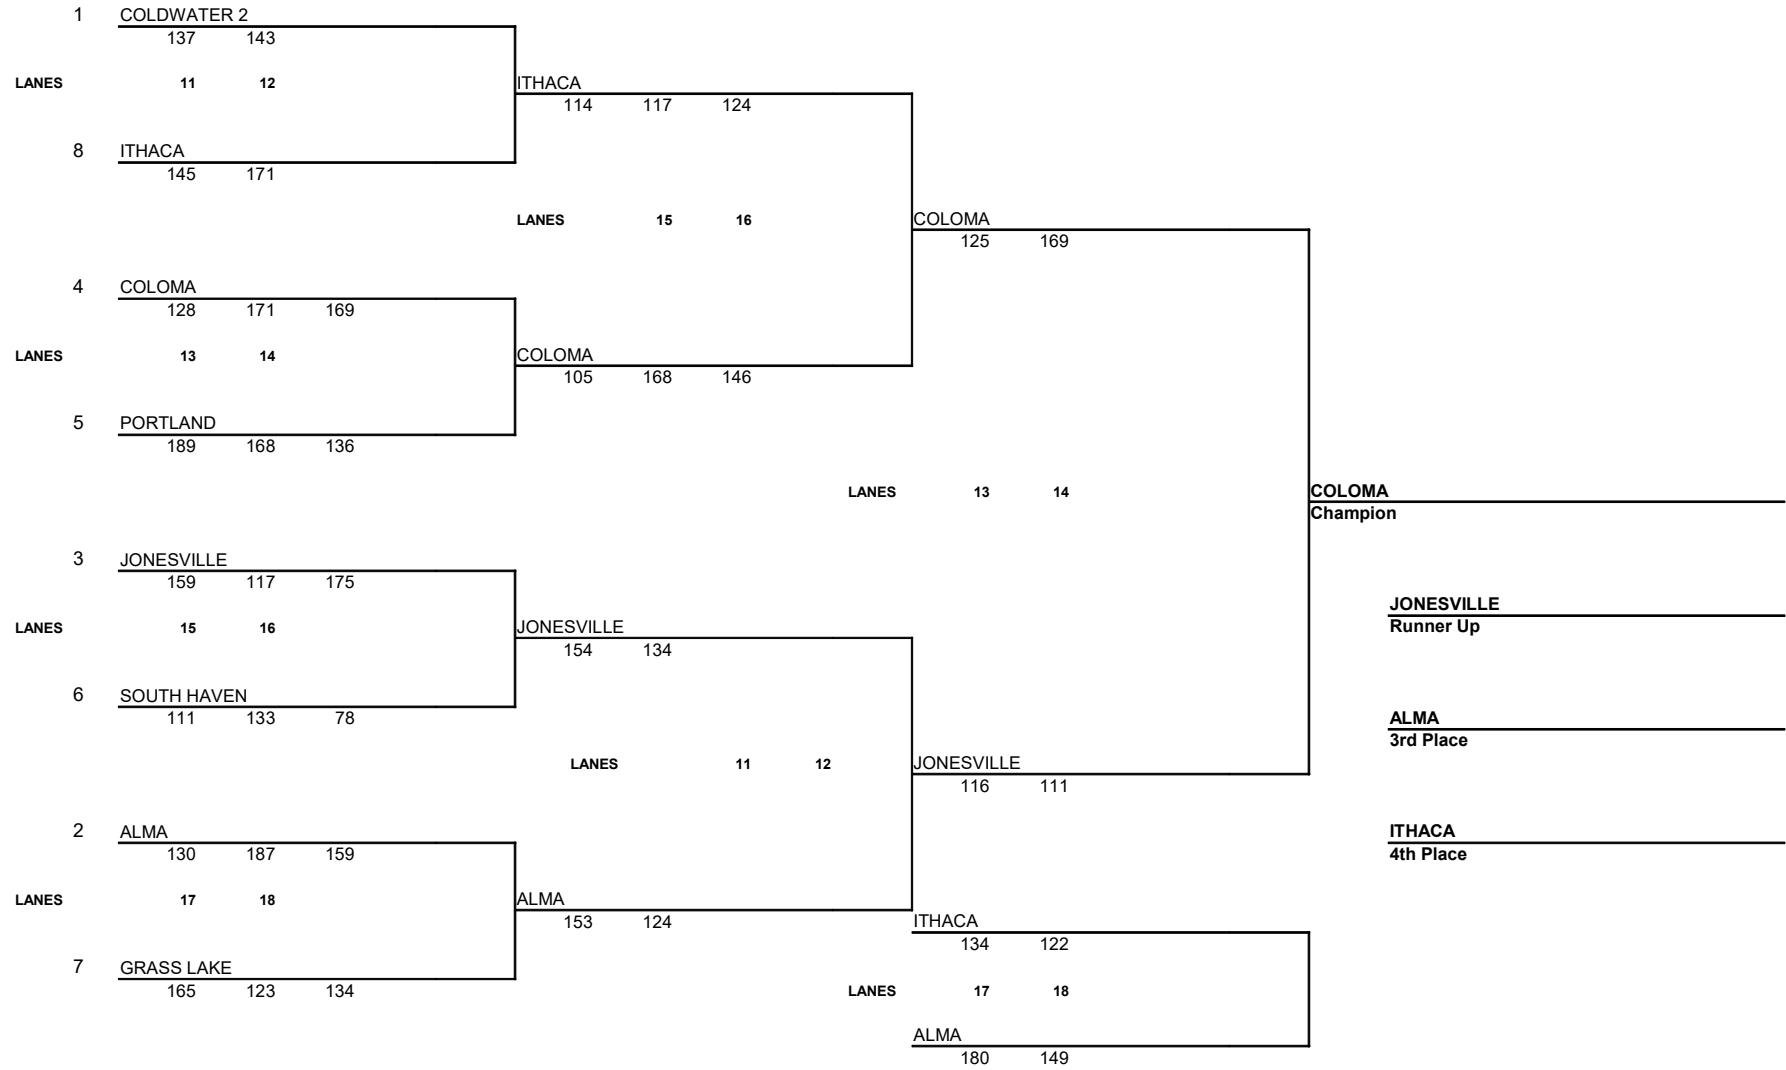 1 COLDWATER 2
137 143
LANES 11 12
ITHACA
114 117 124
8 ITHACA
145 171
LANES 15 16
COLOMA
125 169
4 COLOMA
128 171 169
LANES 13 14
COLOMA
105 168 146
5 PORTLAND
189 168 136
LANES 13 14
COLOMA
Champion
3 JONESVILLE
159 117 175
JONESVILLE
Runner Up
LANES 15 16
JONESVILLE
154 134
6 SOUTH HAVEN
111 133 78
ALMA
3rd Place
LANES 11 12
JONESVILLE
116 111
2 ALMA
130 187 159
ITHACA
4th Place
LANES 17 18
ALMA
153 124
ITHACA
134 122
7 GRASS LAKE
165 123 134
LANES 17 18
ALMA
180 149